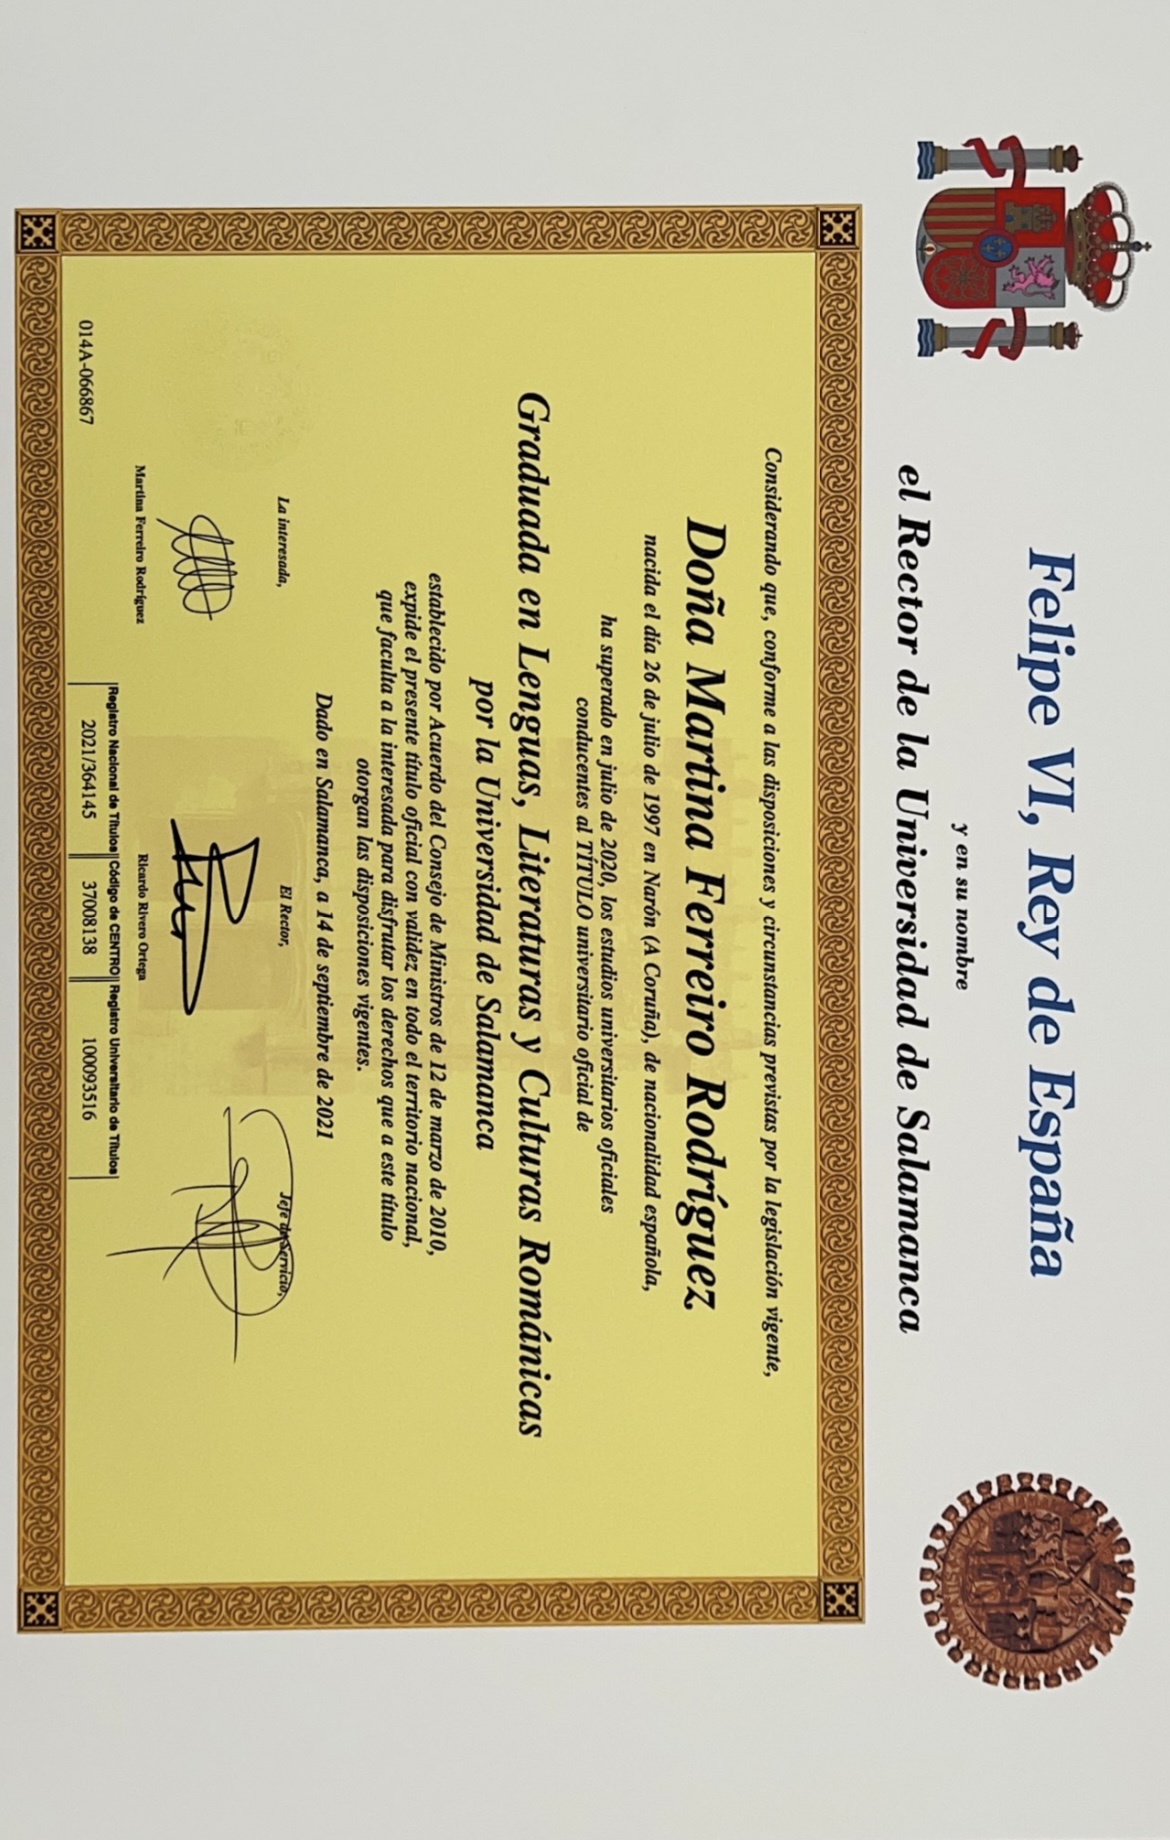 Felipe VI, Rey de España
y en su nombre
el Rector de la Universidad de Salamanca
Considerando que, conforme a las disposiciones y circunstancias previstas por la legislación vigente,
Doña Martina Ferreiro Rodríguez
nacida el día 26 de julio de 1997 en Narón (A Coruña), de nacionalidad española,
ha superado en julio de 2020, los estudios universitarios oficiales
conducentes al TÍTULO universitario oficial de
Graduada en Lenguas, Literaturas y Culturas Románicas
por la Universidad de Salamanca
establecido por Acuerdo del Consejo de Ministros de 12 de marzo de 2010,
expide el presente título oficial con validez en todo el territorio nacional,
que faculta a la interesada para disfrutar los derechos que a este título
otorgan las disposiciones vigentes.
Dado en Salamanca, a 14 de septiembre de 2021
La interesada,
El Rector,
Jefe de Servicio,
Martina Ferreiro Rodríguez
Ricardo Rivero Ortega
014A-066867
Registro Nacional de Títulos Código de CENTRO Registro Universitario de Títulos
2021/364145 37008138 100093516